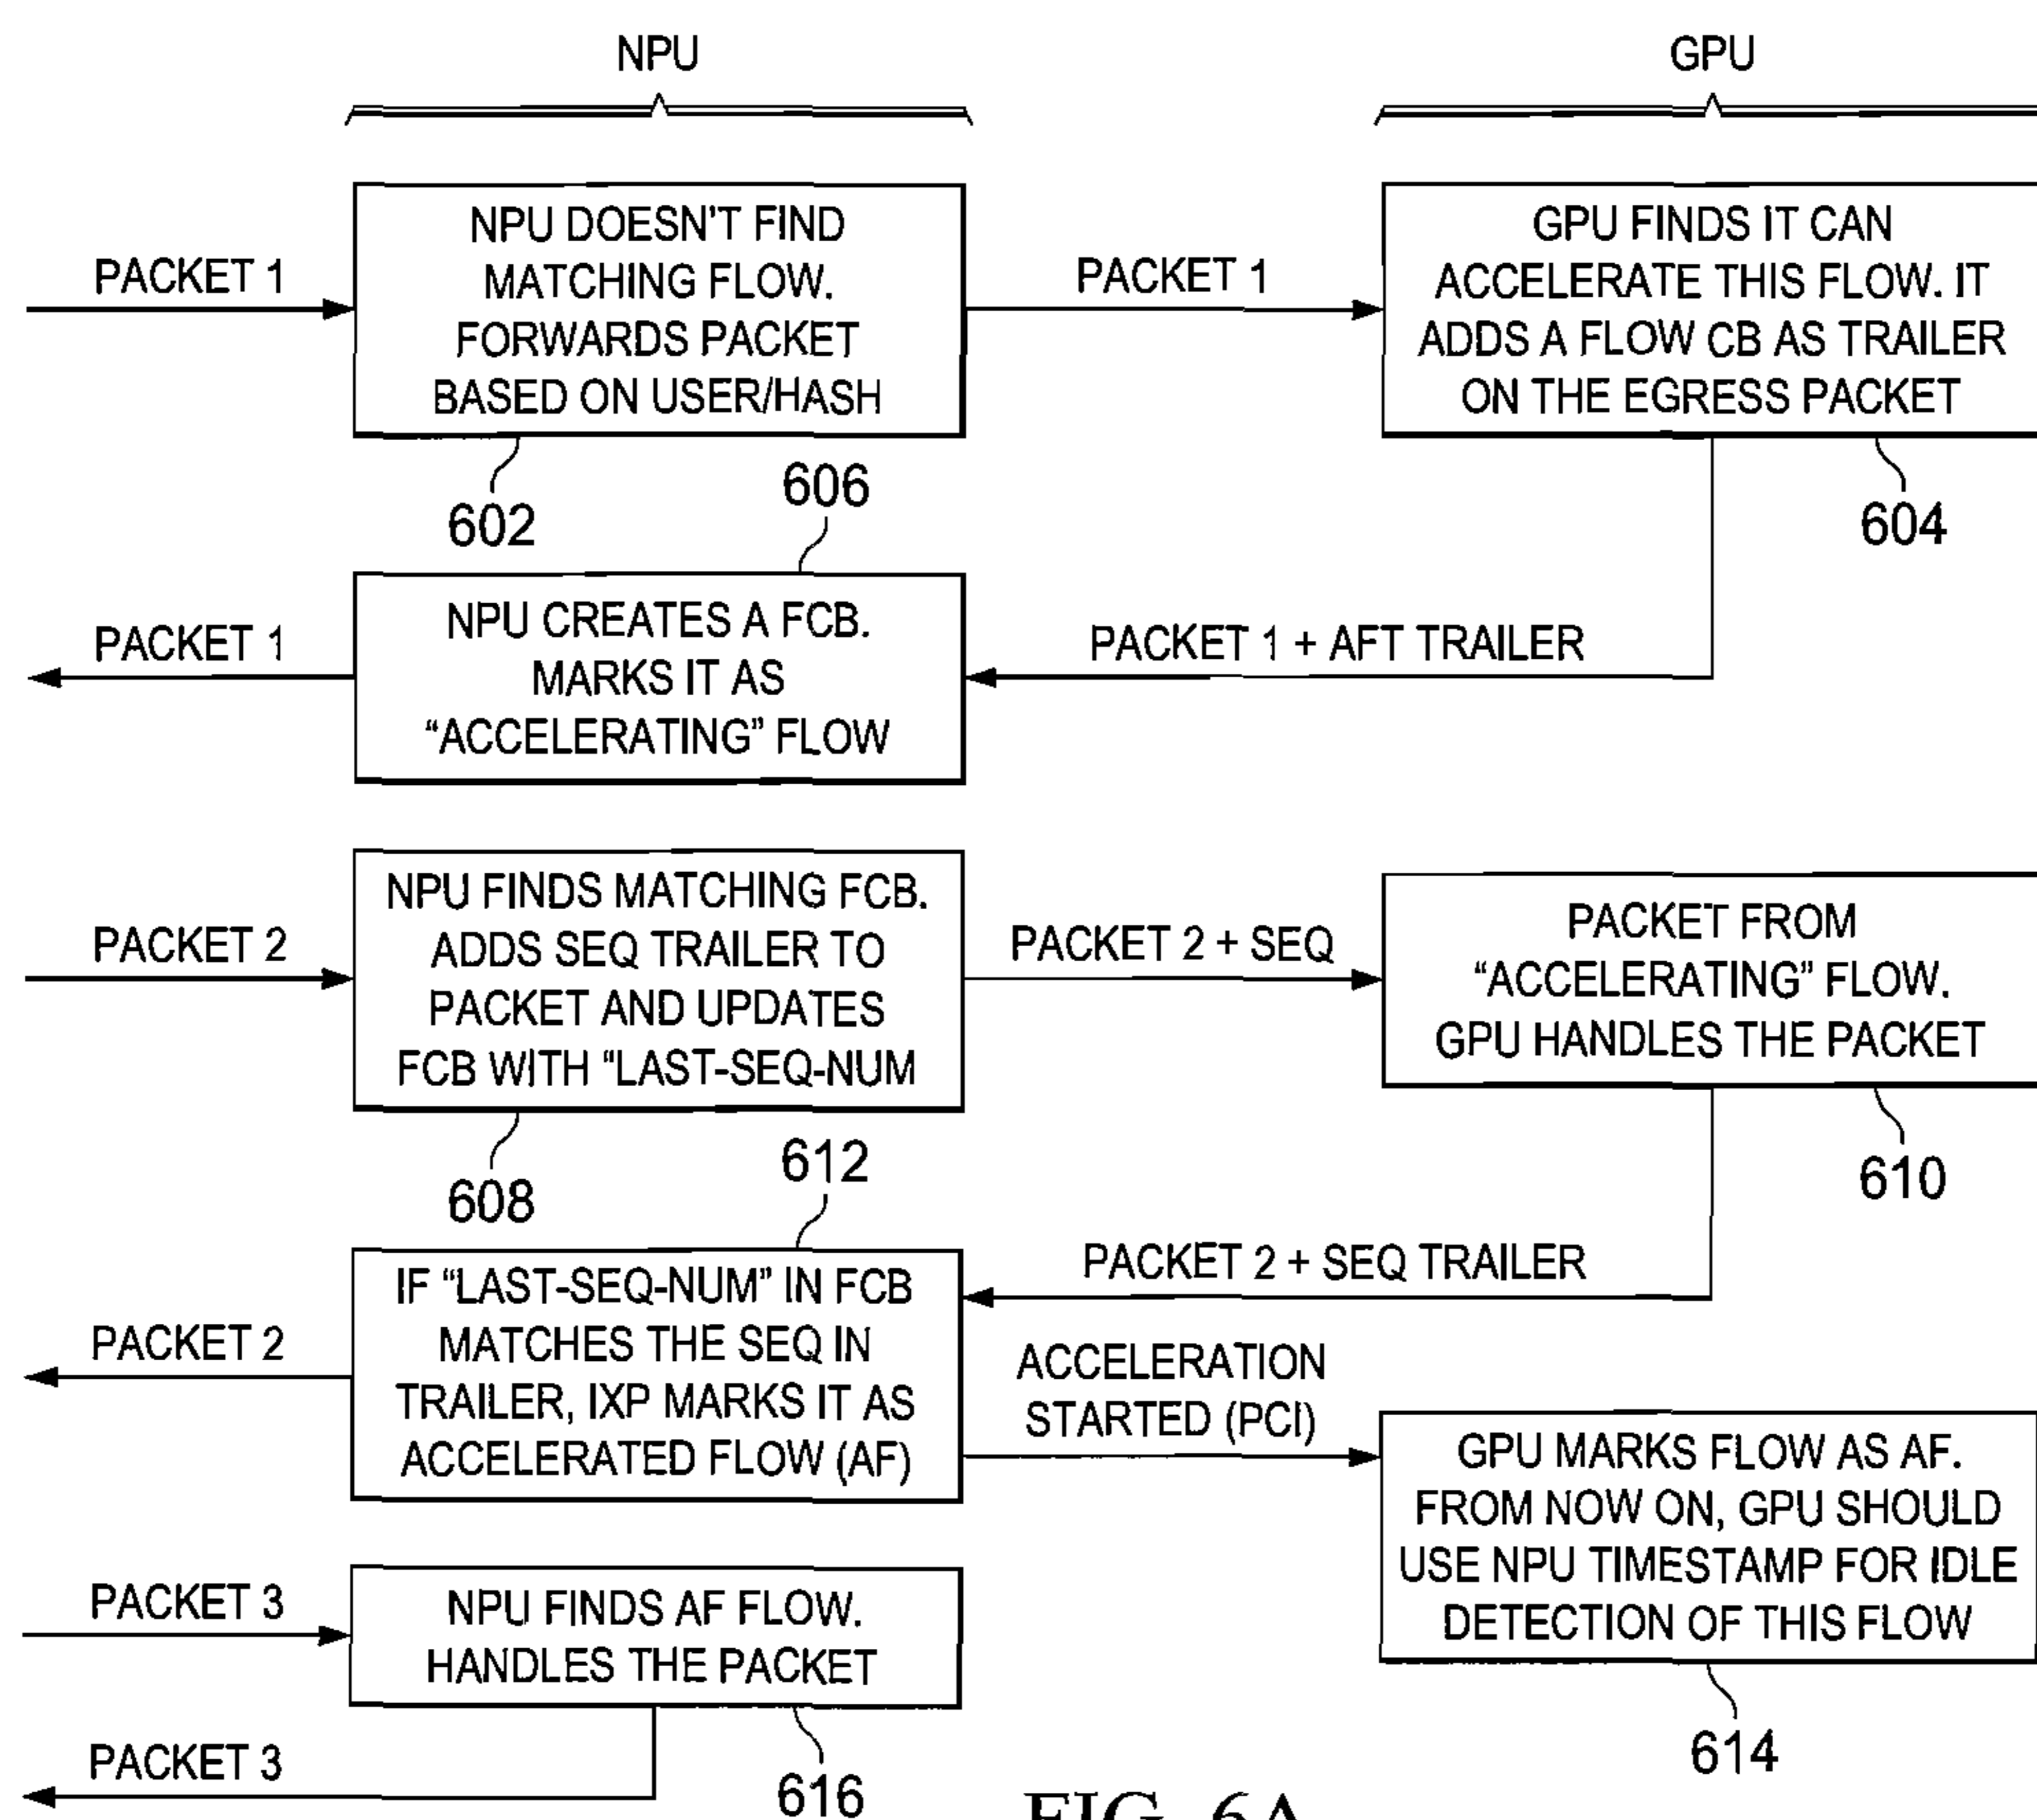 NPU
GPU
PACKET 1
NPU DOESN'T FIND
MATCHING FLOW.
FORWARDS PACKET
BASED ON USER/HASH
602
PACKET 1
GPU FINDS IT CAN
ACCELERATE THIS FLOW. IT
ADDS A FLOW CB AS TRAILER
ON THE EGRESS PACKET
604
606
PACKET 1
NPU CREATES A FCB.
MARKS IT AS
“ACCELERATING” FLOW
PACKET 1 + AFT TRAILER
PACKET 2
NPU FINDS MATCHING FCB.
ADDS SEQ TRAILER TO
PACKET AND UPDATES
FCB WITH “LAST-SEQ-NUM
608
PACKET 2 + SEQ
PACKET FROM
“ACCELERATING” FLOW.
GPU HANDLES THE PACKET
610
612
PACKET 2
IF “LAST-SEQ-NUM” IN FCB
MATCHES THE SEQ IN
TRAILER, IXP MARKS IT AS
ACCELERATED FLOW (AF)
PACKET 2 + SEQ TRAILER
ACCELERATION
STARTED (PCI)
GPU MARKS FLOW AS AF.
FROM NOW ON, GPU SHOULD
USE NPU TIMESTAMP FOR IDLE
DETECTION OF THIS FLOW
614
PACKET 3
NPU FINDS AF FLOW.
HANDLES THE PACKET
616
PACKET 3
FIG. 6A